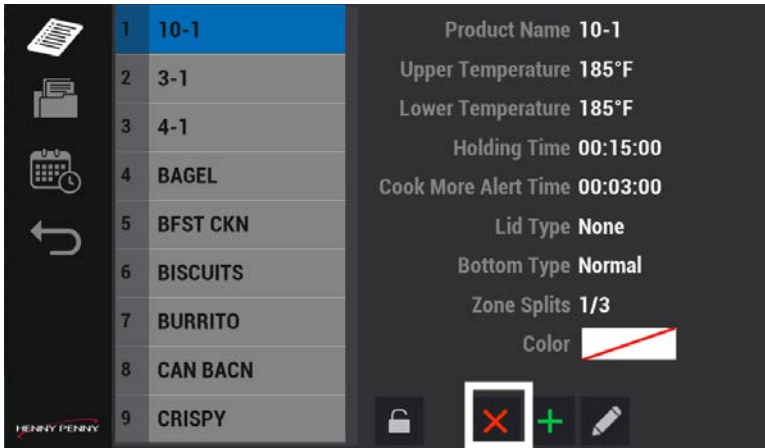 1 10-1
2 3-1
3 4-1
4 BAGEL
5 BFST CKN
6 BISCUITS
7 BURRITO
8 CAN BACN
9 CRISPY
HENNY PENNY
Product Name 10-1
Upper Temperature 185°F
Lower Temperature 185°F
Holding Time 00:15:00
Cook More Alert Time 00:03:00
Lid Type None
Bottom Type Normal
Zone Splits 1/3
Color